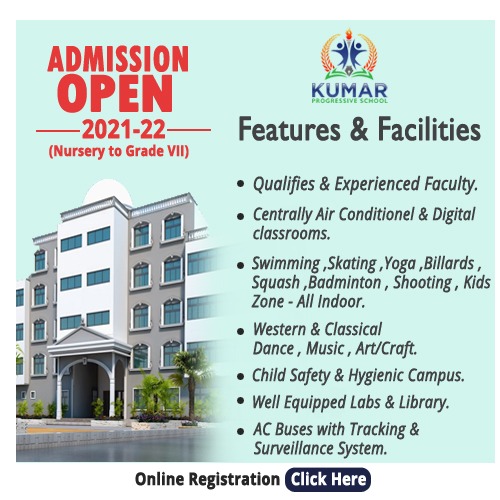 ADMISSION
OPEN
2021-22
(Nursery to Grade VII)
KUMAR
PROGRESSIVE SCHOOL
Features & Facilities
• Qualifies & Experienced Faculty.
• Centrally Air Conditionel & Digital
classrooms.
• Swimming ,Skating ,Yoga ,Billards ,
Squash ,Badminton , Shooting , Kids
Zone - All Indoor.
• Western & Classical
Dance , Music , Art/Craft.
• Child Safety & Hygienic Campus.
• Well Equipped Labs & Library.
• AC Buses with Tracking &
Surveillance System.
Online Registration Click Here